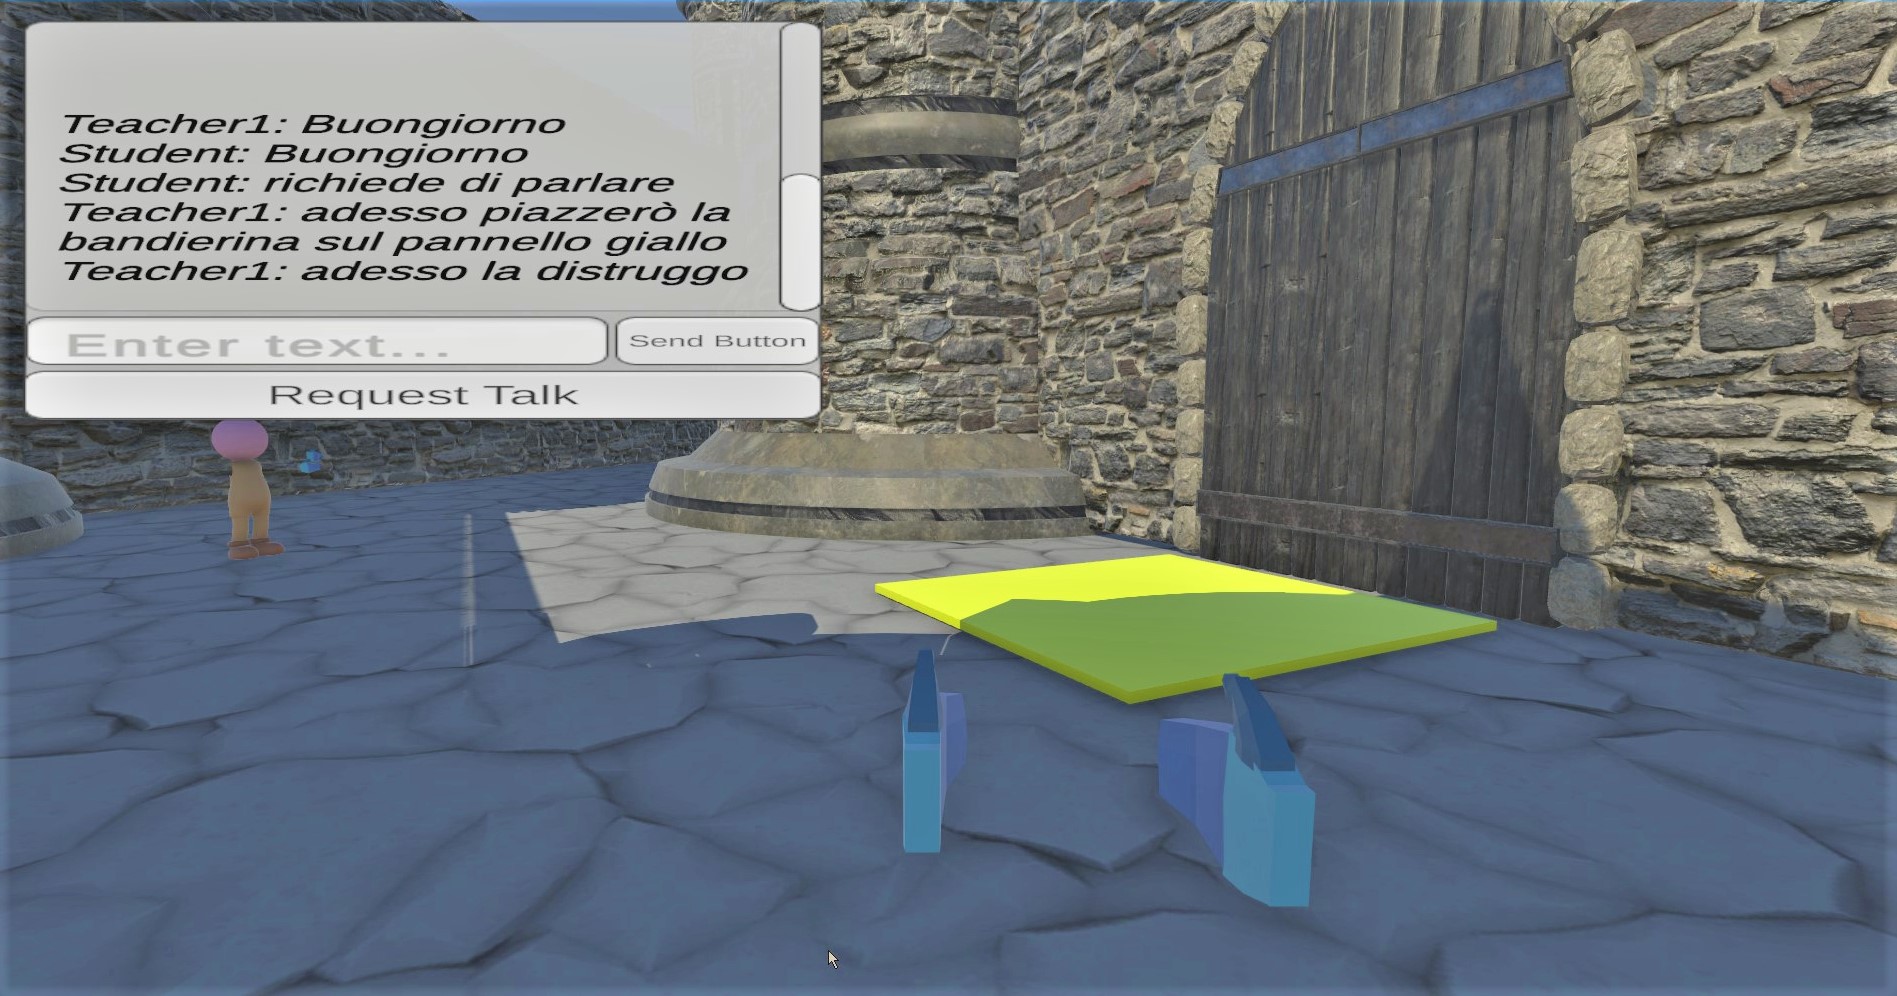 Teacher1: Buongiorno
Student: Buongiorno
Student: richiede di parlare
Teacher1: adesso piazzerò la
bandierina sul pannello giallo
Teacher1: adesso la distruggo
Enter text...
Send Button
Request Talk